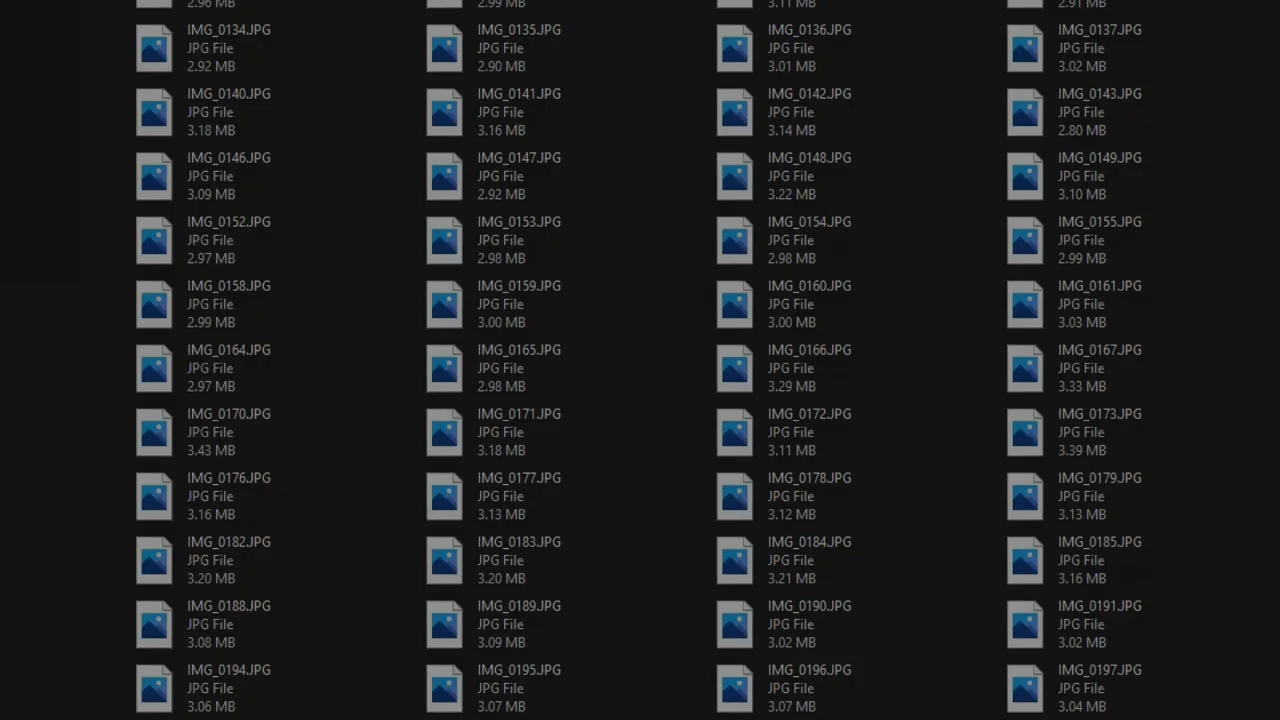 2.96 MB
2.99 MB
3.11 MB
2.91 MB
IMG_0134.JPG
JPG File
2.92 MB
IMG_0135.JPG
JPG File
2.90 MB
IMG_0136.JPG
JPG File
3.01 MB
IMG_0137.JPG
JPG File
3.02 MB
IMG_0140.JPG
JPG File
3.18 MB
IMG_0141.JPG
JPG File
3.16 MB
IMG_0142.JPG
JPG File
3.14 MB
IMG_0143.JPG
JPG File
2.80 MB
IMG_0146.JPG
JPG File
3.09 MB
IMG_0147.JPG
JPG File
2.92 MB
IMG_0148.JPG
JPG File
3.22 MB
IMG_0149.JPG
JPG File
3.10 MB
IMG_0152.JPG
JPG File
2.97 MB
IMG_0153.JPG
JPG File
2.98 MB
IMG_0154.JPG
JPG File
2.98 MB
IMG_0155.JPG
JPG File
2.99 MB
IMG_0158.JPG
JPG File
2.99 MB
IMG_0159.JPG
JPG File
3.00 MB
IMG_0160.JPG
JPG File
3.00 MB
IMG_0161.JPG
JPG File
3.03 MB
IMG_0164.JPG
JPG File
2.97 MB
IMG_0165.JPG
JPG File
2.98 MB
IMG_0166.JPG
JPG File
3.29 MB
IMG_0167.JPG
JPG File
3.33 MB
IMG_0170.JPG
JPG File
3.43 MB
IMG_0171.JPG
JPG File
3.18 MB
IMG_0172.JPG
JPG File
3.11 MB
IMG_0173.JPG
JPG File
3.39 MB
IMG_0176.JPG
JPG File
3.16 MB
IMG_0177.JPG
JPG File
3.13 MB
IMG_0178.JPG
JPG File
3.12 MB
IMG_0179.JPG
JPG File
3.13 MB
IMG_0182.JPG
JPG File
3.20 MB
IMG_0183.JPG
JPG File
3.20 MB
IMG_0184.JPG
JPG File
3.21 MB
IMG_0185.JPG
JPG File
3.16 MB
IMG_0188.JPG
JPG File
3.08 MB
IMG_0189.JPG
JPG File
3.09 MB
IMG_0190.JPG
JPG File
3.02 MB
IMG_0191.JPG
JPG File
3.02 MB
IMG_0194.JPG
JPG File
3.06 MB
IMG_0195.JPG
JPG File
3.07 MB
IMG_0196.JPG
JPG File
3.07 MB
IMG_0197.JPG
JPG File
3.04 MB